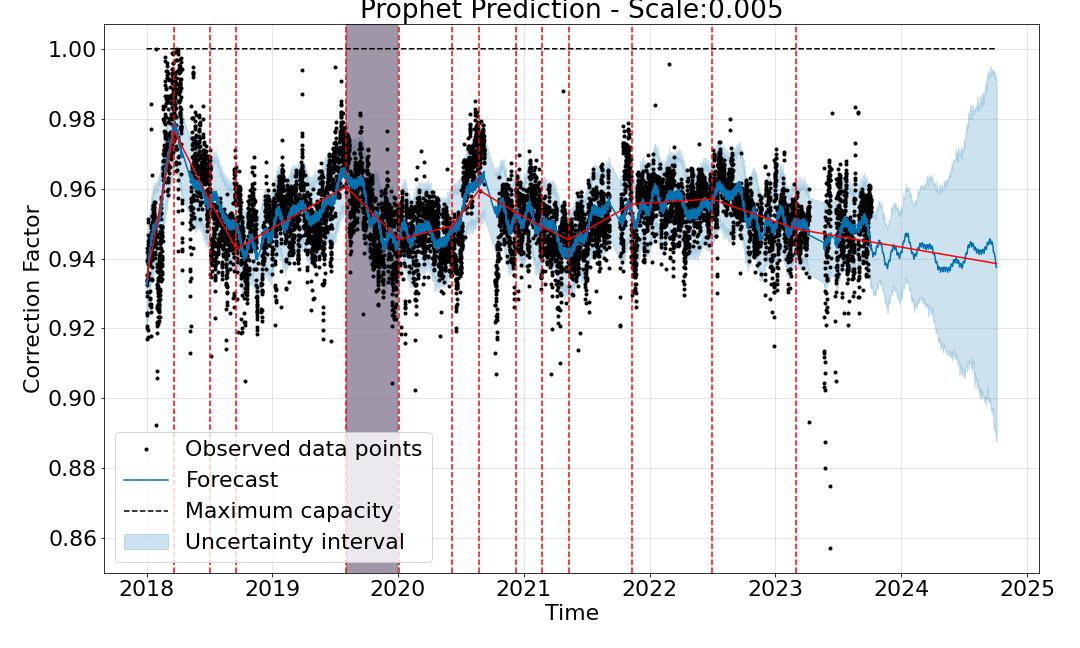 Prophet Prediction - Scale:0.005
Correction Factor
1.00
0.98
0.96
0.94
0.92
0.90
0.88
0.86
Observed data points
Forecast
Maximum capacity
Uncertainty interval
2018 2019 2020 2021 2022 2023 2024 2025
Time